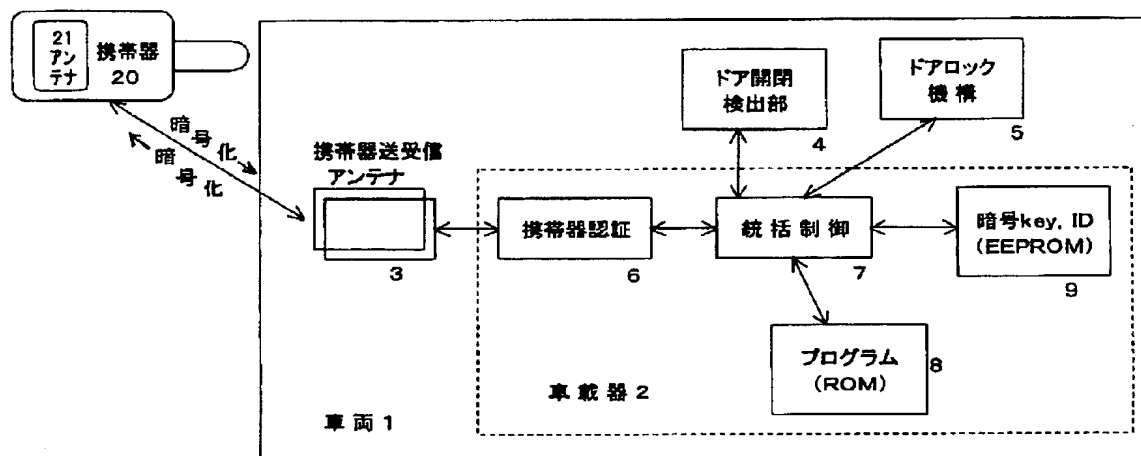 21
アン
テナ
携帯器
20
暗号化
暗号化
携帯器送受信
アンテナ
3
ドア開閉
検出部
4
ドアロック
機構
5
携帯器認証
6
統括制御
7
暗号key, ID
(EEPROM)
9
プログラム
(ROM)
8
車載器2
車両1